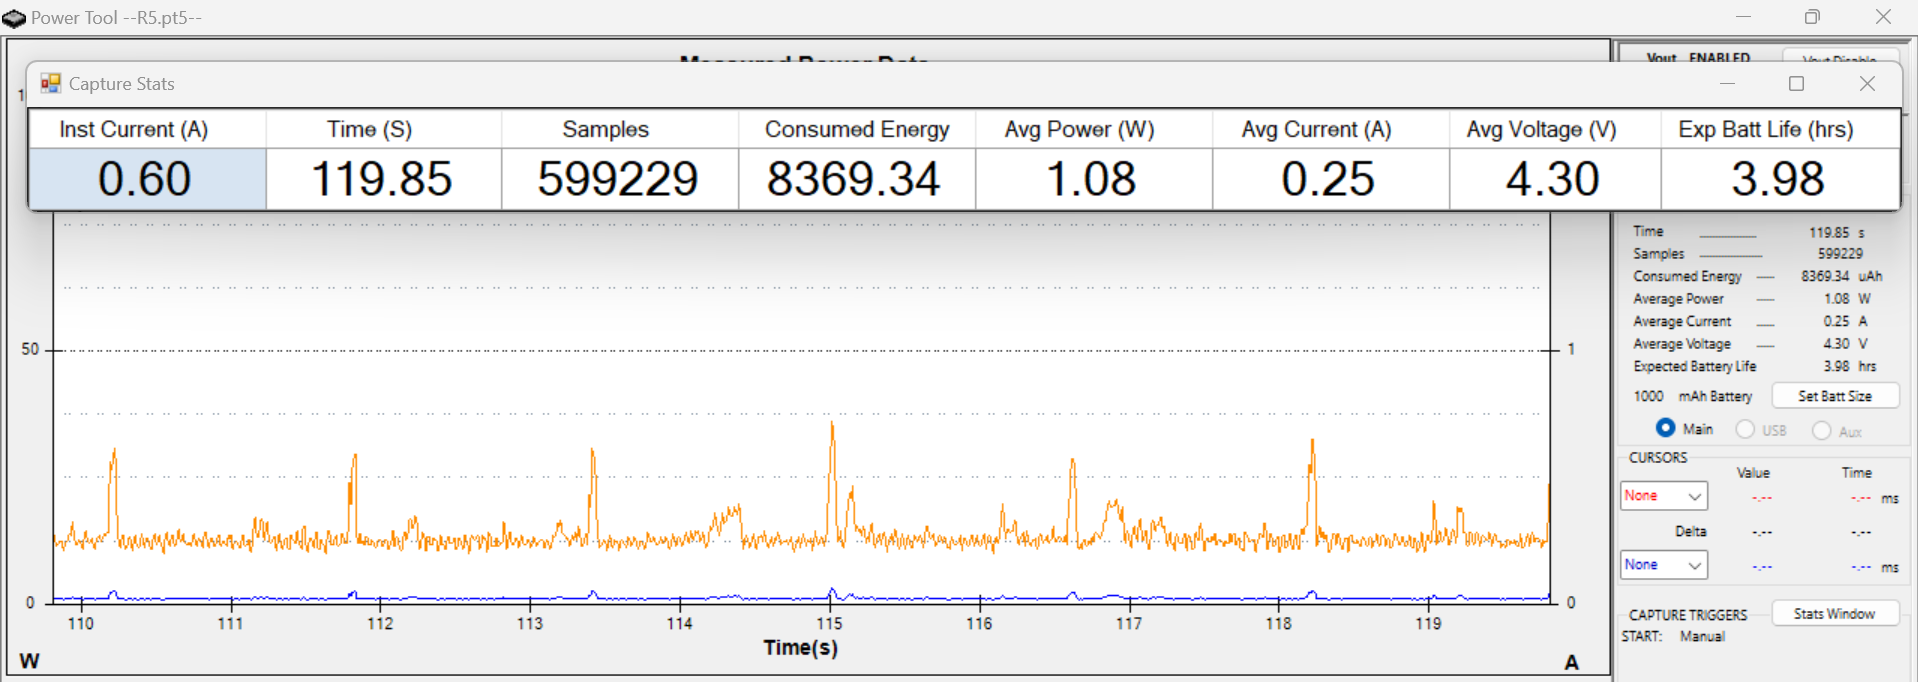 Power Tool --R5.pt5--
Measured Power Data
Vout ENABLED Vout Disable
Capture Stats
1
Inst Current (A) Time (S) Samples Consumed Energy Avg Power (W) Avg Current (A) Avg Voltage (V) Exp Batt Life (hrs)
0.60 119.85 599229 8369.34 1.08 0.25 4.30 3.98
Time 119.85 s
Samples 599229
Consumed Energy 8369.34 uAh
Average Power 1.08 W
Average Current 0.25 A
Average Voltage 4.30 V
Expected Battery Life 3.98 hrs
1000 mAh Battery Set Batt Size
Main USB Aux
CURSORS
Value Time
None -.-- -.-- ms
Delta -.-- -.--
None -.-- -.-- ms
CAPTURE TRIGGERS Stats Window
START: Manual
50 1
0 0
110 111 112 113 114 115 116 117 118 119
Time(s)
W A